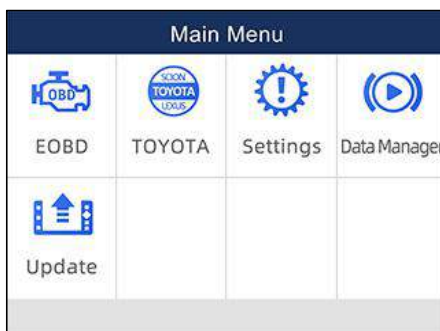 Main Menu
OBD
SCION
TOYOTA
LEXUS
EOBD
TOYOTA
Settings
Data Manager
Update